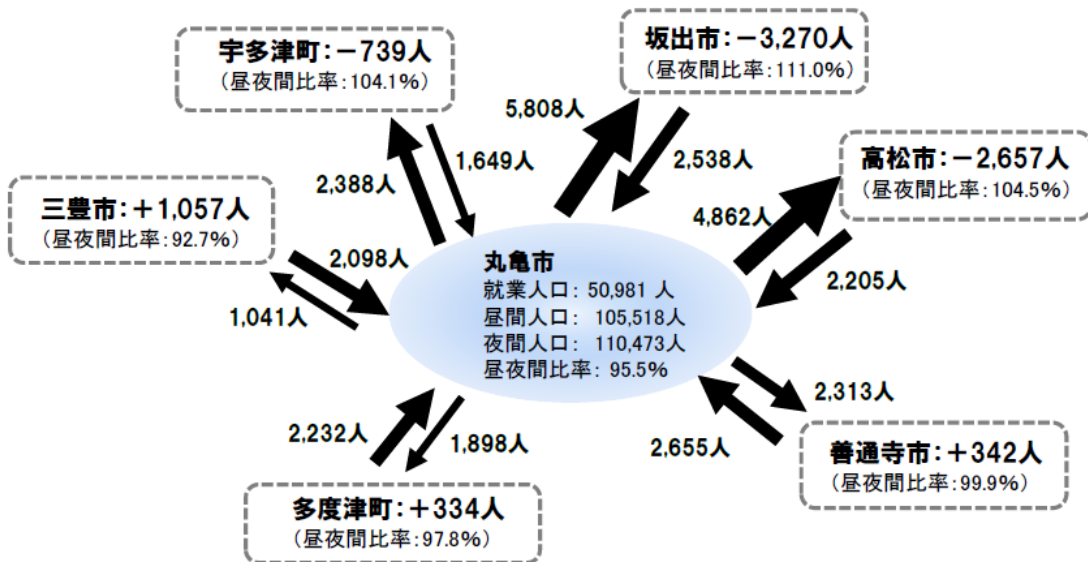 宇多津町：－739人
（昼夜間比率：104.1%）
坂出市：－3,270人
（昼夜間比率：111.0%）
5,808人
2,538人
1,649人
2,388人
高松市：－2,657人
（昼夜間比率：104.5%）
4,862人
2,205人
三豊市：＋1,057人
（昼夜間比率：92.7%）
2,098人
1,041人
丸亀市
就業人口： 50,981 人
昼間人口： 105,518人
夜間人口： 110,473人
昼夜間比率： 95.5%
2,313人
2,655人
善通寺市：＋342人
（昼夜間比率：99.9%）
2,232人
1,898人
多度津町：＋334人
（昼夜間比率：97.8%）